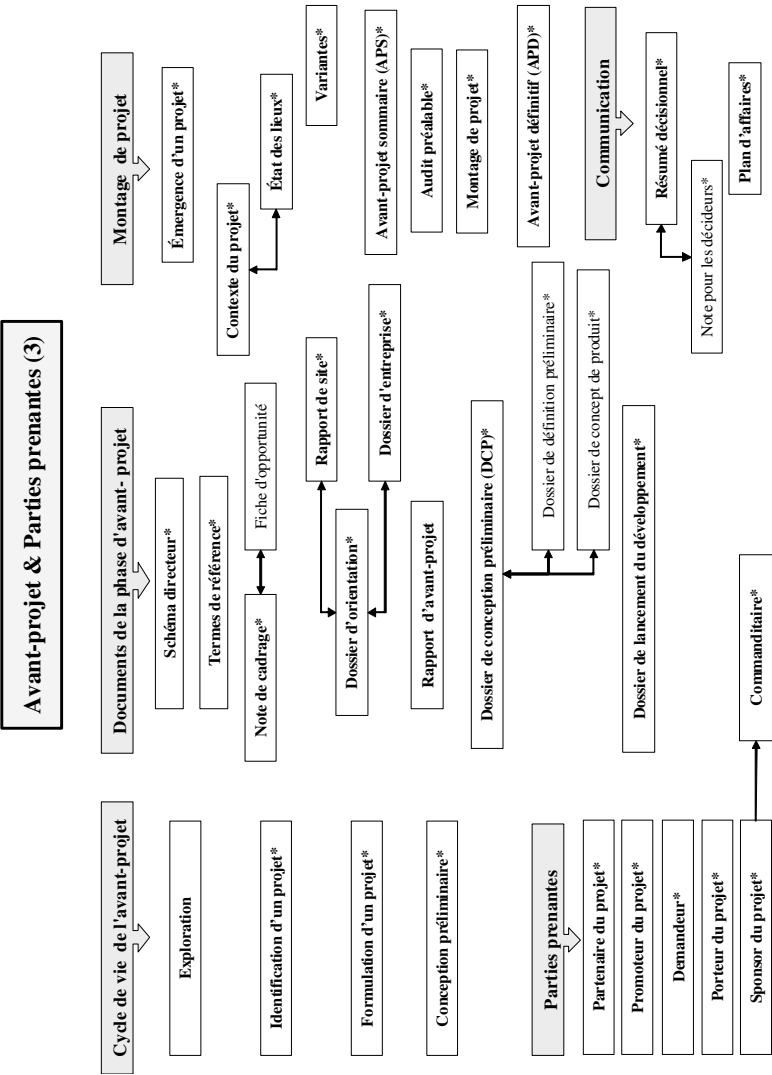 Avant-projet & Parties prenantes (3)
Cycle de vie de l'avant-projet
Exploration
Identification d'un projet*
Formulation d'un projet*
Conception préliminaire*
Parties prenantes
Partenaire du projet*
Promoteur du projet*
Demandeur*
Porteur du projet*
Sponsor du projet*
Documents de la phase d'avant- projet
Schéma directeur*
Termes de référence*
Note de cadrage*
Fiche d'opportunité
Rapport de site*
Dossier d'orientation*
Dossier d'entreprise*
Rapport d'avant-projet
Dossier de conception préliminaire (DCP)*
Dossier de définition préliminaire*
Dossier de concept de produit*
Dossier de lancement du développement*
Commanditaire*
Montage de projet
Émergence d'un projet*
Contexte du projet*
État des lieux*
Variantes*
Avant-projet sommaire (APS)*
Audit préalable*
Montage de projet*
Avant-projet définitif (APD)*
Communication
Résumé décisionnel*
Note pour les décideurs*
Plan d'affaires*